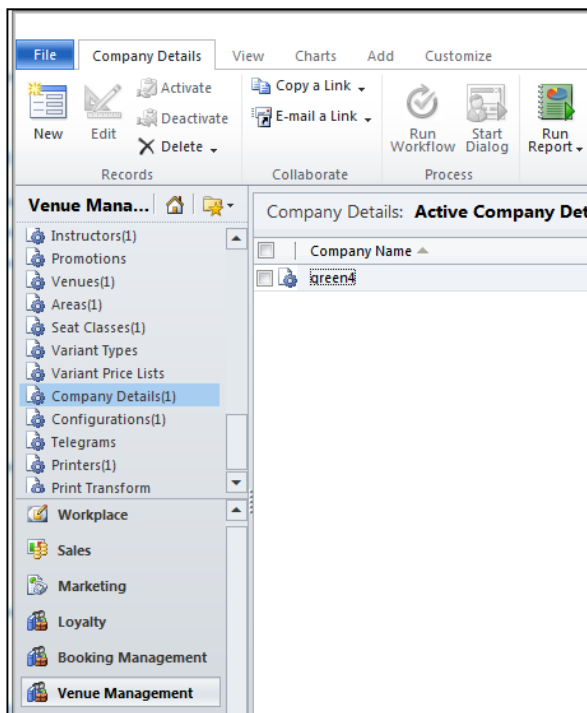 File Company Details View Charts Add Customize
New
Edit
Activate
Deactivate
Delete
Records
Copy a Link
E-mail a Link
Collaborate
Run Workflow
Start Dialog
Process
Run Report
Venue Mana...
Instructors(1)
Promotions
Venues(1)
Areas(1)
Seat Classes(1)
Variant Types
Variant Price Lists
Company Details(1)
Configurations(1)
Telegrams
Printers(1)
Print Transform
Workplace
Sales
Marketing
Loyalty
Booking Management
Venue Management
Company Details: Active Company Det
Company Name
green4